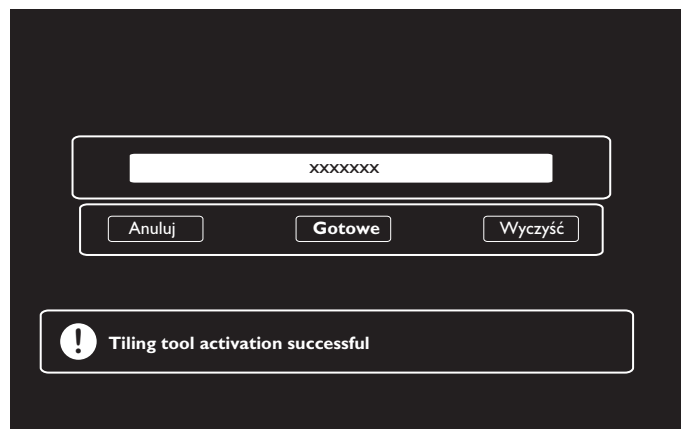 xxxxxxx
Anuluj Gotowe Wyczyść
! Tiling tool activation successful